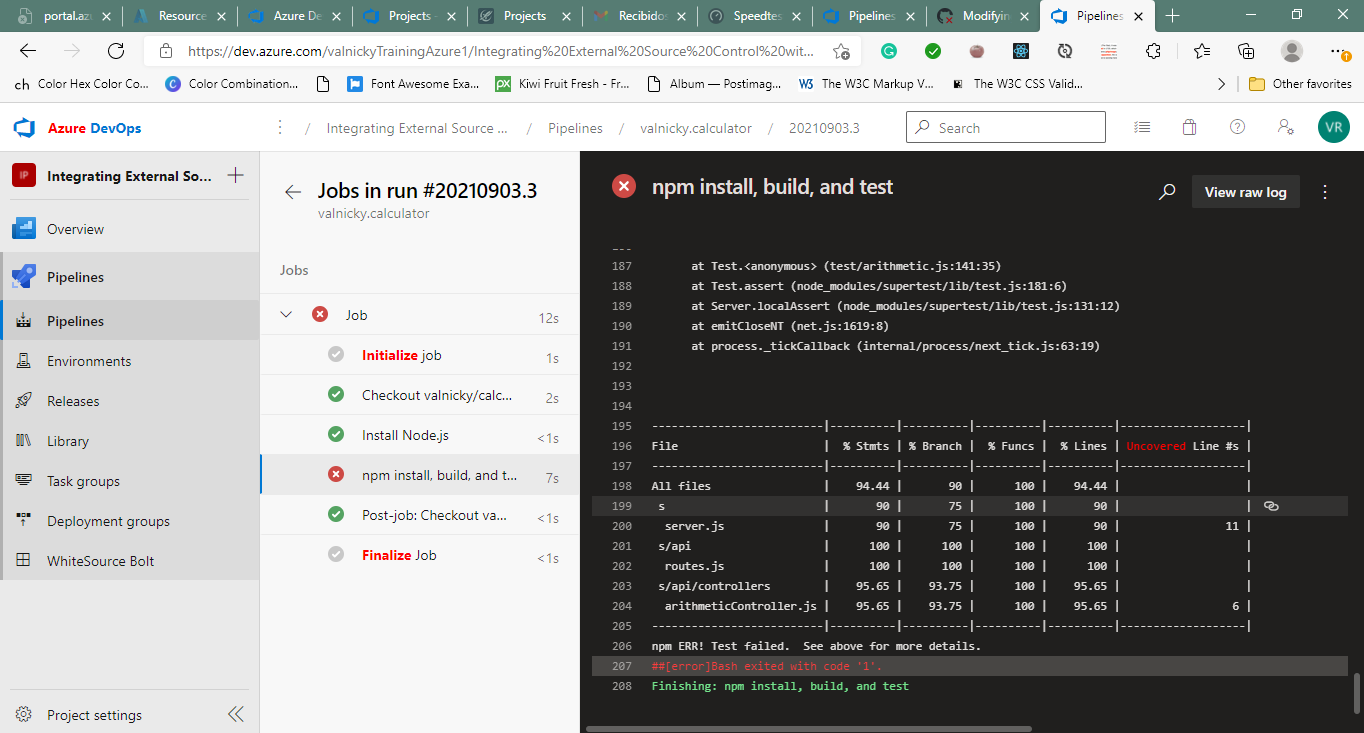 portal.az
Resource
Azure De
Projects -
Projects
Recibido
Speedtes
Pipelines
Modifyin
Pipelines
https://dev.azure.com/valnickyTrainingAzure1/Integrating%20External%20Source%20Control%20wit...
ch Color Hex Color Co...
C Color Combination...
Font Awesome Exa...
px Kiwi Fruit Fresh - Fr...
Album — Postimag...
W3 The W3C Markup V...
The W3C CSS Valid...
Other favorites
Azure DevOps
/ Integrating External Source ... / Pipelines / valnicky.calculator / 20210903.3
Search
VR
IP Integrating External So...
Overview
Pipelines
Pipelines
Environments
Releases
Library
Task groups
Deployment groups
WhiteSource Bolt
Project settings
Jobs in run #20210903.3
valnicky.calculator
Jobs
Job 12s
Initialize job 1s
Checkout valnicky/calc... 2s
Install Node.js <1s
npm install, build, and t... 7s
Post-job: Checkout va... <1s
Finalize Job <1s
npm install, build, and test
View raw log
187 at Test.<anonymous> (test/arithmetic.js:141:35)
188 at Test.assert (node_modules/supertest/lib/test.js:181:6)
189 at Server.localAssert (node_modules/supertest/lib/test.js:131:12)
190 at emitCloseNT (net.js:1619:8)
191 at process._tickCallback (internal/process/next_tick.js:63:19)
192
193
194
195 --------------------------|----------|----------|----------|----------|-------------------|
196 File | % Stmts | % Branch | % Funcs | % Lines | Uncovered Line #s |
197 --------------------------|----------|----------|----------|----------|-------------------|
198 All files | 94.44 | 90 | 100 | 94.44 | |
199 s | 90 | 75 | 100 | 90 | |
200 server.js | 90 | 75 | 100 | 90 | 11 |
201 s/api | 100 | 100 | 100 | 100 | |
202 routes.js | 100 | 100 | 100 | 100 | |
203 s/api/controllers | 95.65 | 93.75 | 100 | 95.65 | |
204 arithmeticController.js | 95.65 | 93.75 | 100 | 95.65 | 6 |
205 --------------------------|----------|----------|----------|----------|-------------------|
206 npm ERR! Test failed. See above for more details.
207 ##[error]Bash exited with code '1'.
208 Finishing: npm install, build, and test